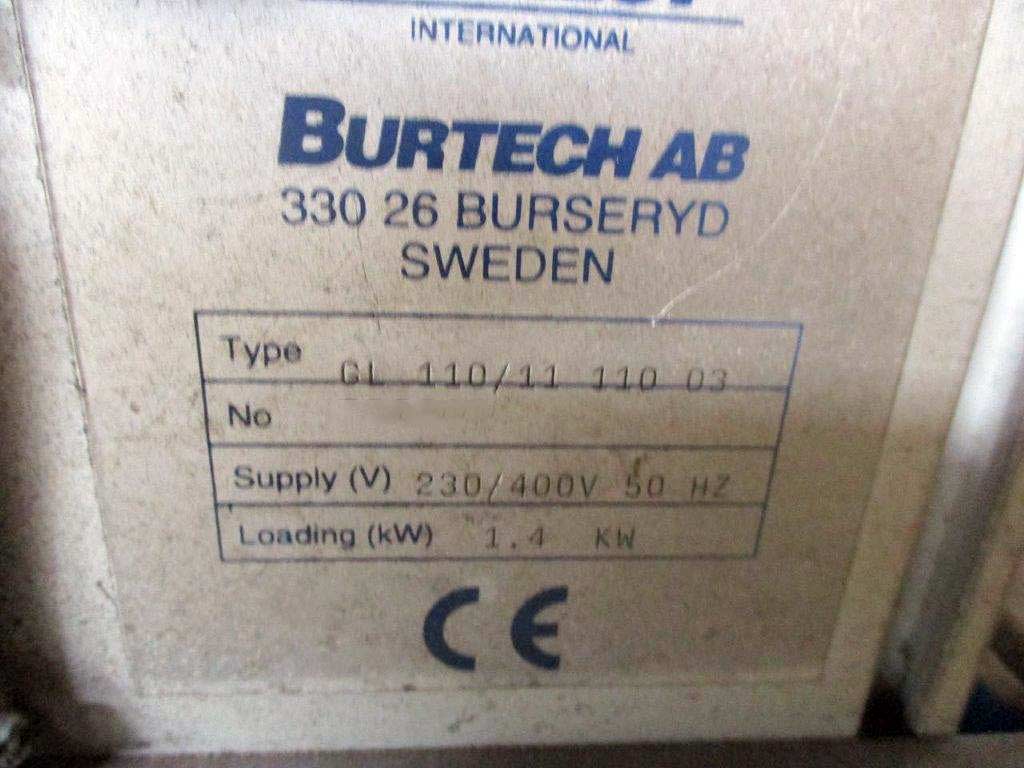 INTERNATIONAL
BURTECH AB
330 26 BURSERYD
SWEDEN
Type GL 110/11 110 03
No
Supply (V) 230/400V 50 HZ
Loading (kW) 1.4 KW
CE